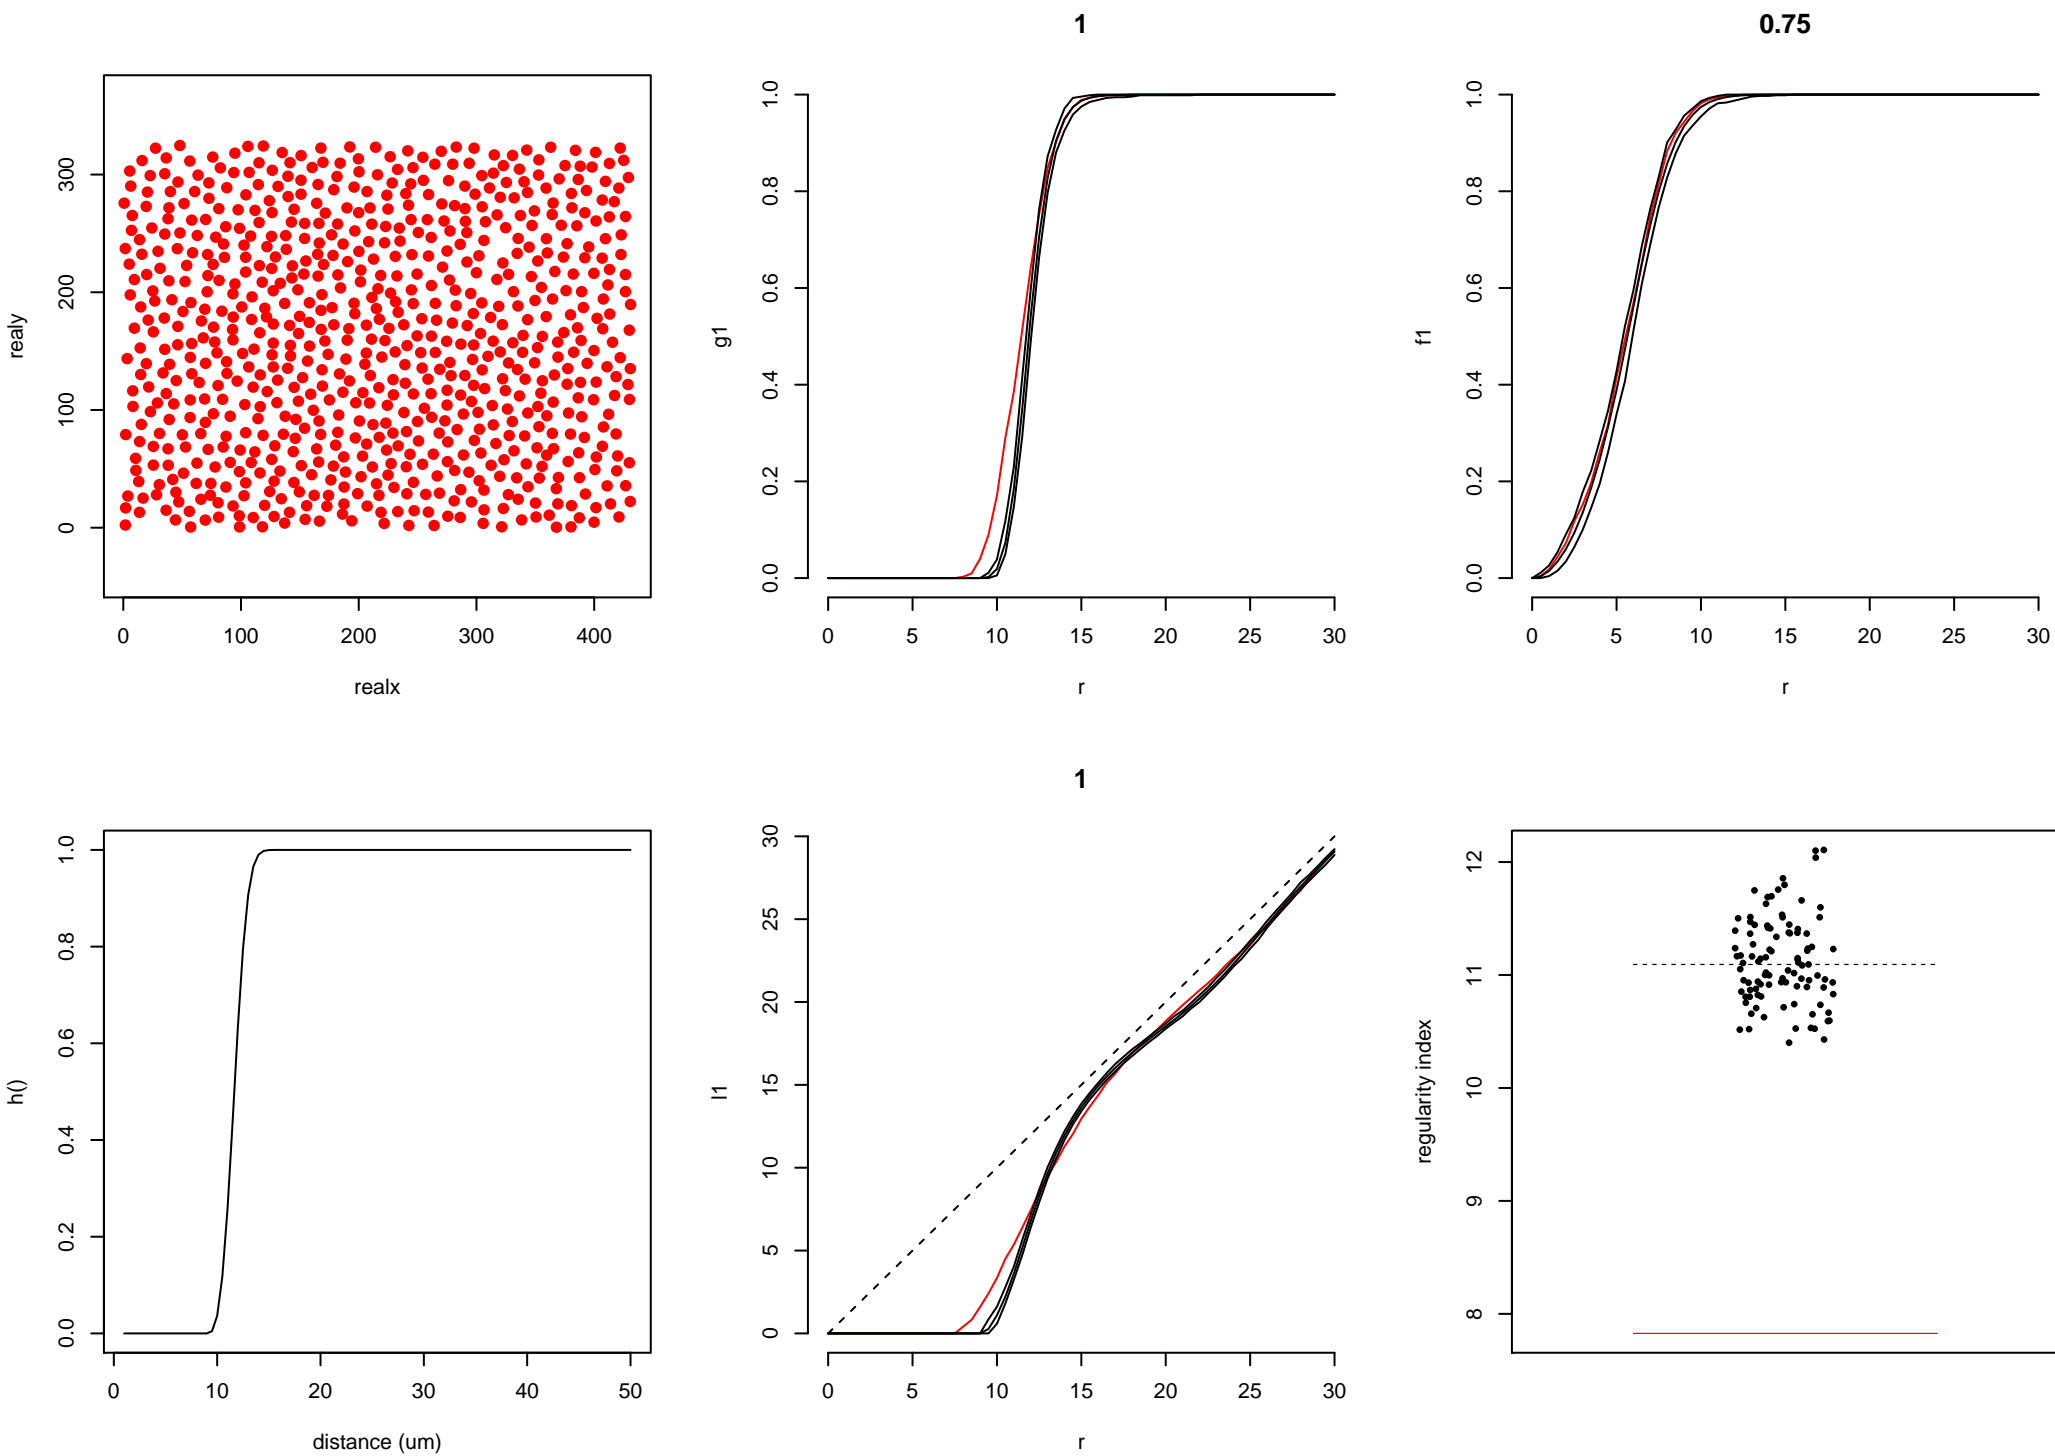 1
0.75
realy
0 100 200 300
0 100 200 300 400
realx
g1
0.0 0.2 0.4 0.6 0.8 1.0
0 5 10 15 20 25 30
r
f1
0.0 0.2 0.4 0.6 0.8 1.0
0 5 10 15 20 25 30
r
1
h()
0.0 0.2 0.4 0.6 0.8 1.0
0 10 20 30 40 50
distance (um)
l1
0 5 10 15 20 25 30
0 5 10 15 20 25 30
r
regularity index
8 9 10 11 12